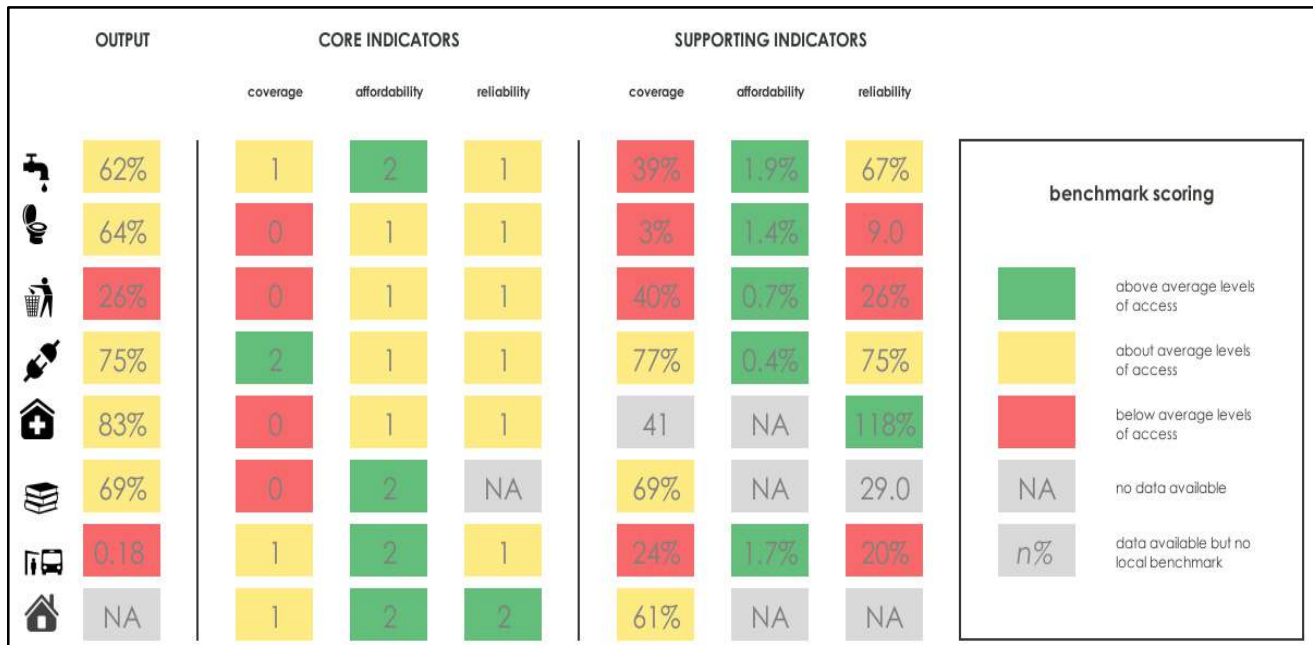 OUTPUT CORE INDICATORS SUPPORTING INDICATORS
coverage affordability reliability coverage affordability reliability
62% 1 2 1 39% 1.9% 67%
64% 0 1 1 3% 1.4% 9.0
26% 0 1 1 40% 0.7% 26%
75% 2 1 1 77% 0.4% 75%
83% 0 1 1 41 NA 118%
69% 0 2 NA 69% NA 29.0
0.18 1 2 1 24% 1.7% 20%
NA 1 2 2 61% NA NA
benchmark scoring
above average levels
of access
about average levels
of access
below average levels
of access
NA no data available
n% data available but no
local benchmark